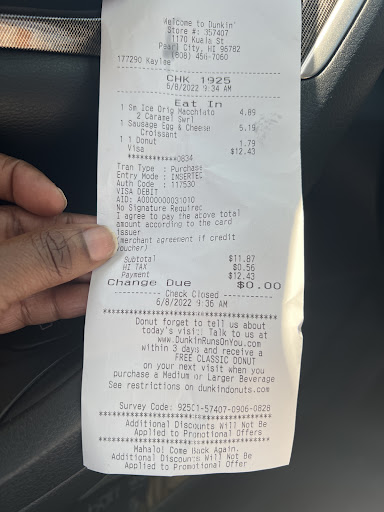 Welcome to Dunkin'
Store #: 357407
1170 Kuala St
Pearl City, HI 96782
(808) 456-7060
177290 Kaylee
CHK 1925
6/8/2022 9:34 AM
Eat In
1 Sm Ice Orig Macchiato 4.89
2 Caramel Swrl
1 Sausage Egg & Cheese 5.19
Croissant
1 1 Donut 1.79
Visa $12.43
************0834
Tran Type : Purchase
Entry Mode : INSERTED
Auth Code : 117530
VISA DEBIT
AID: A0000000031010
No Signature Required
I agree to pay the above total
amount according to the card
issuer
(merchant agreement if credit
voucher)
Subtotal $11.87
HI TAX $0.56
Payment $12.43
Change Due $0.00
---------- Check Closed ----------
6/8/2022 9:36 AM
Donut forget to tell us about
today's visit! Talk to us at
www.DunkinRunsOnYou.com
within 3 days and receive a
FREE CLASSIC DONUT
on your next visit when you
purchase a Medium or Larger Beverage
See restrictions on dunkindonuts.com
Survey Code: 92501-57407-0906-0828
Additional Discounts Will Not Be
Applied to Promotional Offers
Mahalo! Come Back Again.
Additional Discounts Will Not Be
Applied to Promotional Offer